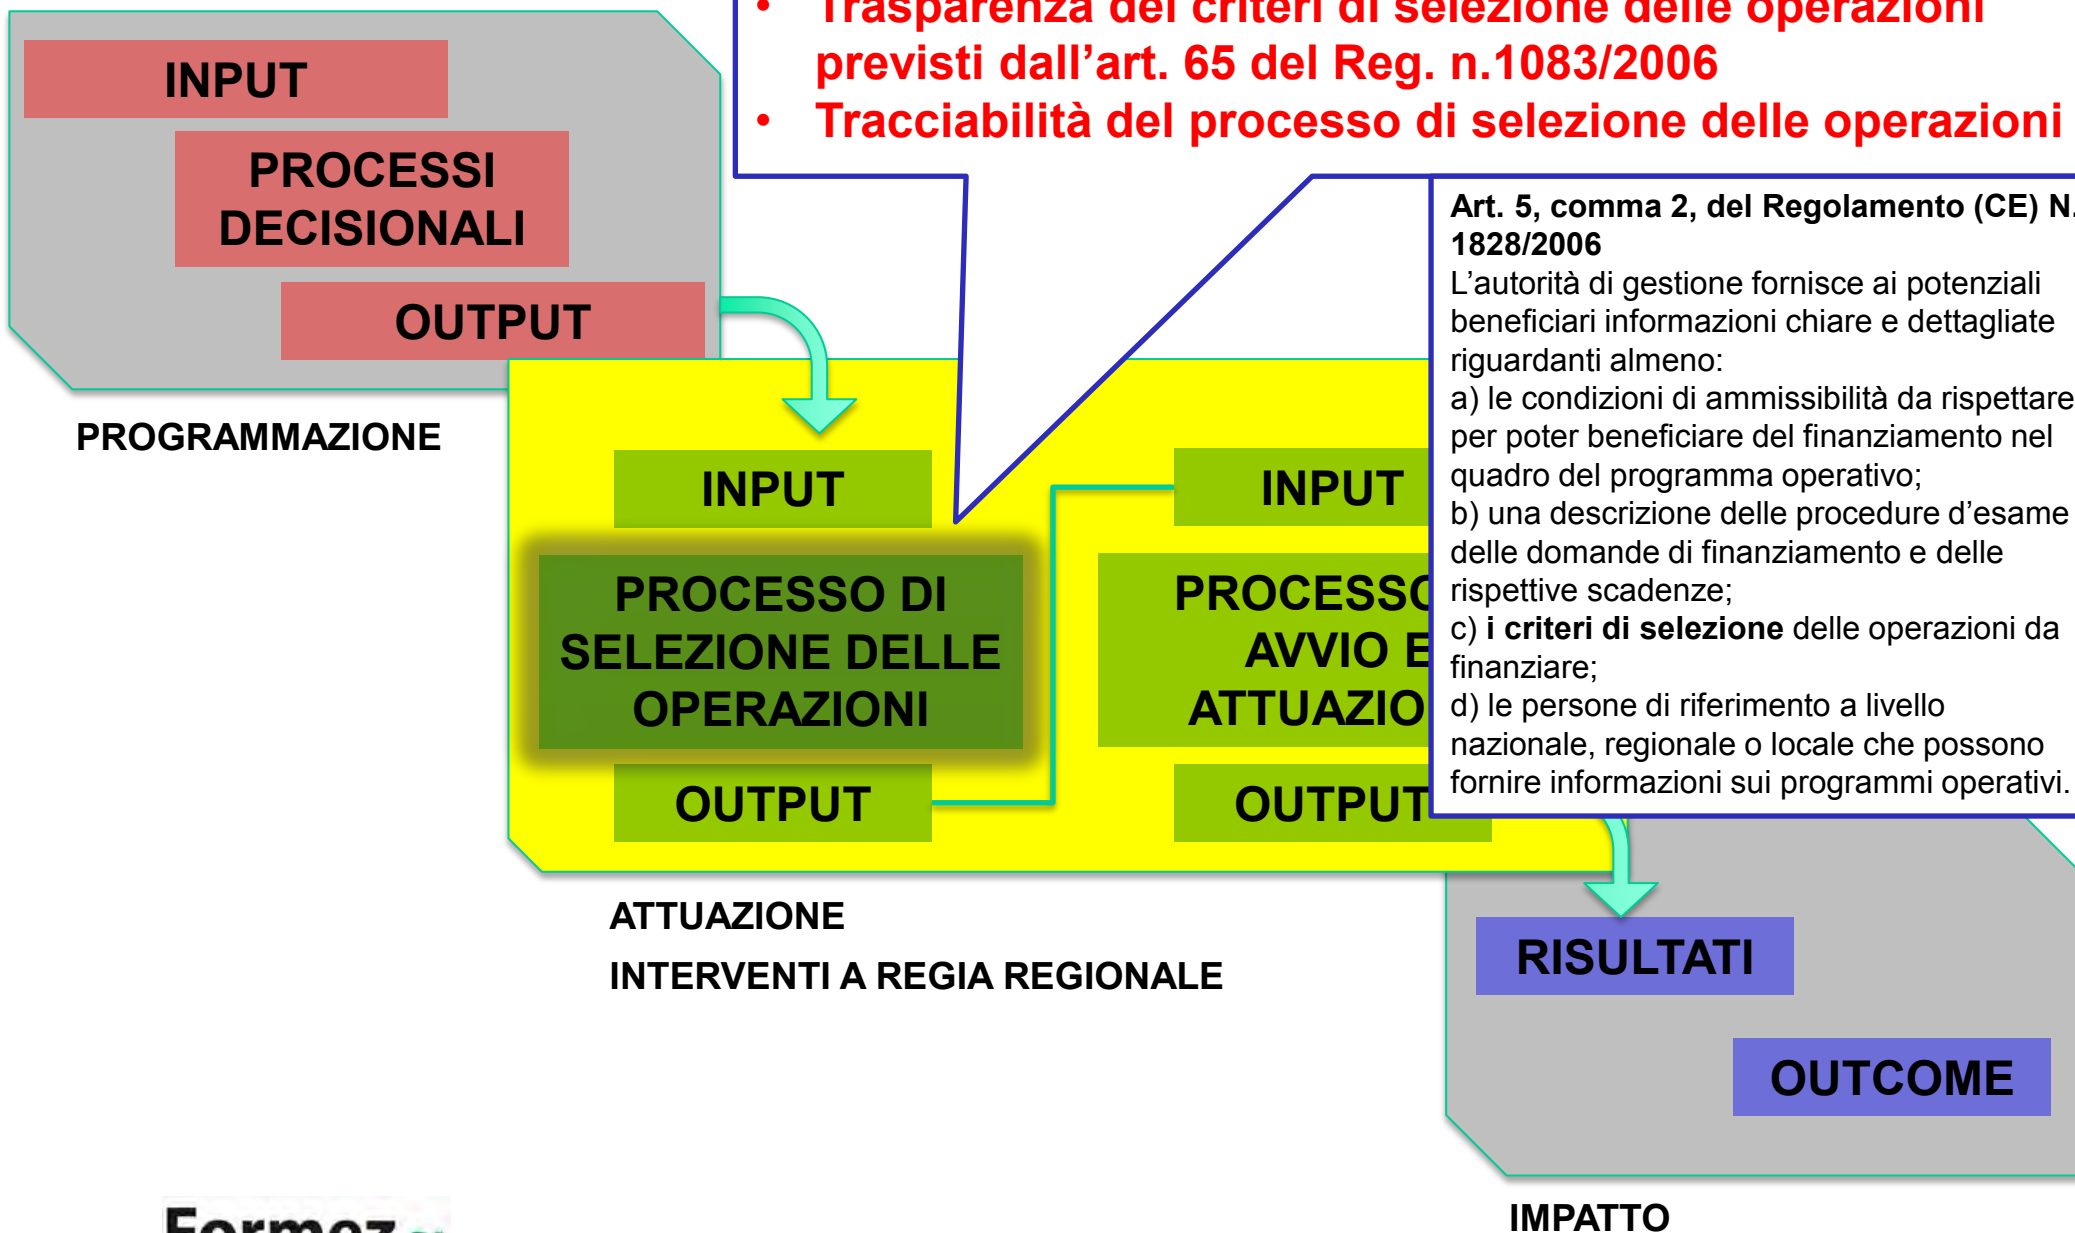 • Trasparenza dei criteri di selezione delle operazioni
previsti dall’art. 65 del Reg. n.1083/2006
• Tracciabilità del processo di selezione delle operazioni
INPUT
PROCESSI
DECISIONALI
OUTPUT
PROGRAMMAZIONE
INPUT
PROCESSO DI
SELEZIONE DELLE
OPERAZIONI
OUTPUT
INPUT
PROCESSO
AVVIO E
ATTUAZIO
OUTPUT
Art. 5, comma 2, del Regolamento (CE) N.
1828/2006
L’autorità di gestione fornisce ai potenziali
beneficiari informazioni chiare e dettagliate
riguardanti almeno:
a) le condizioni di ammissibilità da rispettare
per poter beneficiare del finanziamento nel
quadro del programma operativo;
b) una descrizione delle procedure d’esame
delle domande di finanziamento e delle
rispettive scadenze;
c) i criteri di selezione delle operazioni da
finanziare;
d) le persone di riferimento a livello
nazionale, regionale o locale che possono
fornire informazioni sui programmi operativi.
ATTUAZIONE
INTERVENTI A REGIA REGIONALE
RISULTATI
OUTCOME
IMPATTO
Formez